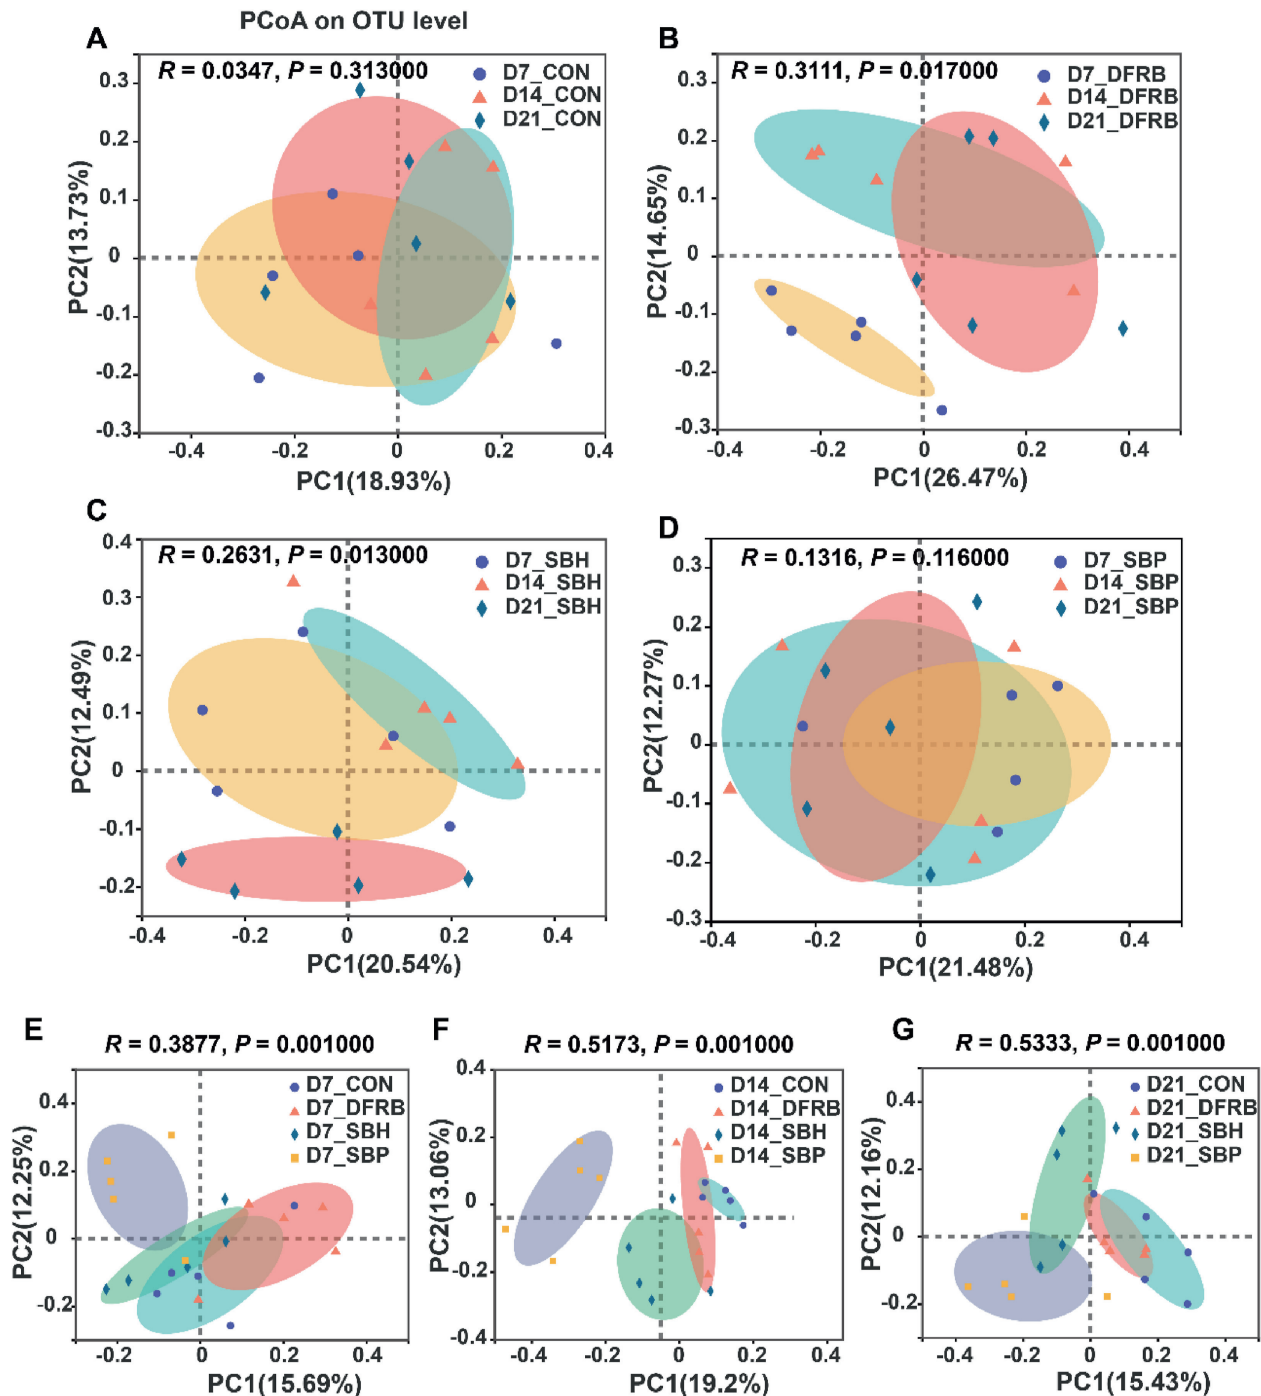 PCoA on OTU level
A
R = 0.0347, P = 0.313000
D7_CON
D14_CON
D21_CON
0.3
0.2
0.1
0
-0.1
-0.2
-0.3
PC2(13.73%)
-0.4
-0.2
0
0.2
0.4
PC1(18.93%)
B
R = 0.3111, P = 0.017000
D7_DFRB
D14_DFRB
D21_DFRB
0.3
0.2
0.1
0
-0.1
-0.2
-0.3
PC2(14.65%)
-0.4
-0.2
0
0.2
0.4
PC1(26.47%)
C
R = 0.2631, P = 0.013000
D7_SBH
D14_SBH
D21_SBH
0.4
0.3
0.2
0.1
0
-0.1
-0.2
PC2(12.49%)
-0.4
-0.2
0
0.2
0.4
PC1(20.54%)
D
R = 0.1316, P = 0.116000
D7_SBP
D14_SBP
D21_SBP
0.3
0.2
0.1
0
-0.1
-0.2
-0.3
PC2(12.27%)
-0.4
-0.2
0
0.2
0.4
PC1(21.48%)
E
R = 0.3877, P = 0.001000
D7_CON
D7_DFRB
D7_SBH
D7_SBP
0.4
0.2
0
-0.2
PC2(12.25%)
-0.2
0
0.2
0.4
PC1(15.69%)
F
R = 0.5173, P = 0.001000
D14_CON
D14_DFRB
D14_SBH
D14_SBP
0.4
0.2
0
-0.2
-0.4
PC2(13.06%)
-0.4
-0.2
0
0.2
0.4
PC1(19.2%)
G
R = 0.5333, P = 0.001000
D21_CON
D21_DFRB
D21_SBH
D21_SBP
0.4
0.2
0
-0.2
PC2(12.16%)
-0.4
-0.2
0
0.2
0.4
PC1(15.43%)